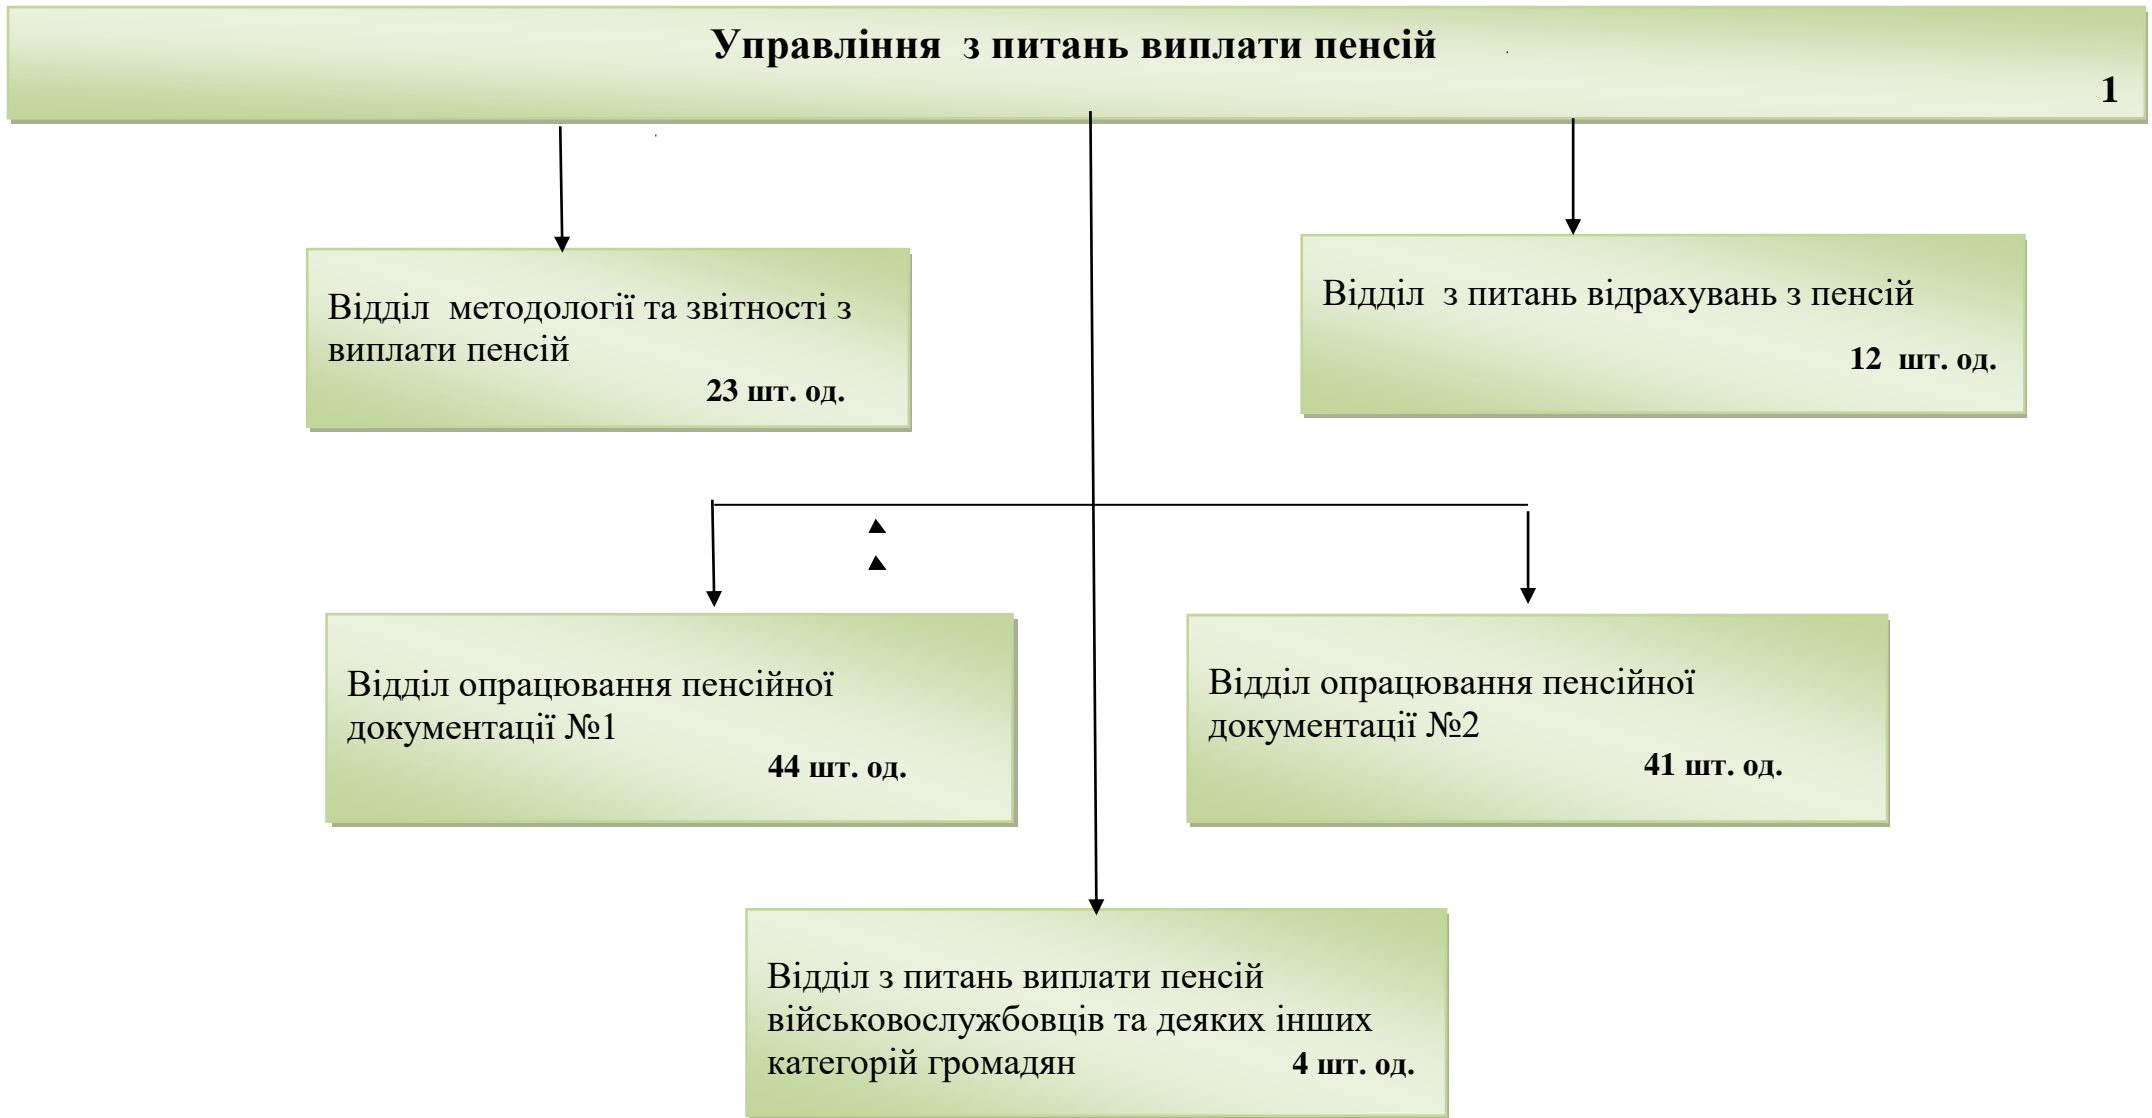 Управління з питань виплати пенсій
1
Відділ методології та звітності з
виплати пенсій
23 шт. од.
Відділ з питань відрахувань з пенсій
12 шт. од.
Відділ опрацювання пенсійної
документації №1
44 шт. од.
Відділ опрацювання пенсійної
документації №2
41 шт. од.
Відділ з питань виплати пенсій
військовослужбовців та деяких інших
категорій громадян 4 шт. од.